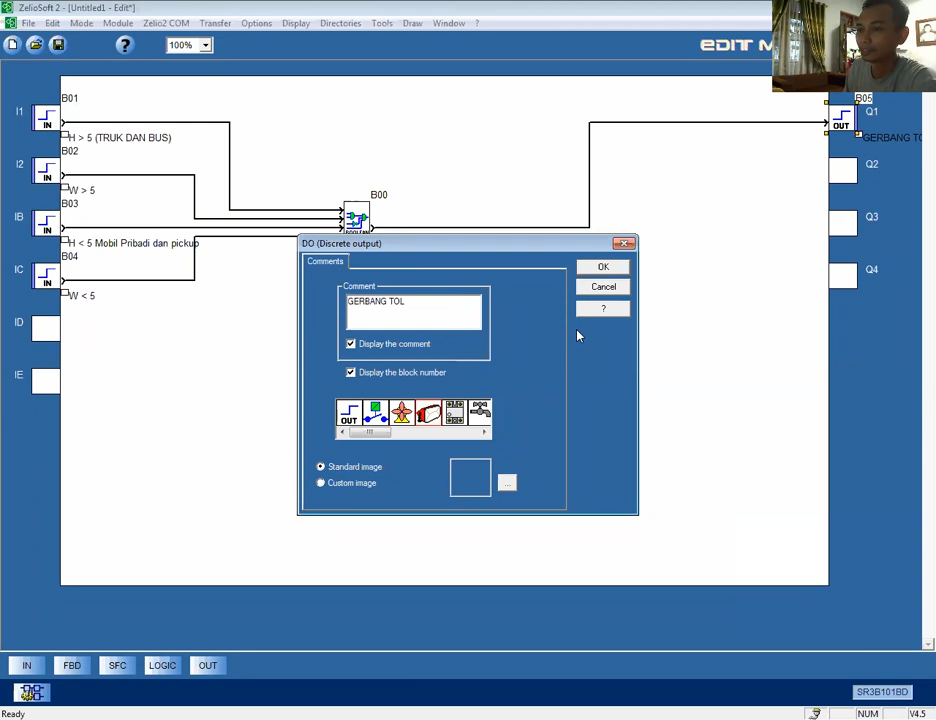 ZelioSoft 2 - [Untitled1 - Edit*]
File Edit Mode Module Zelio2 COM Transfer Options Display Directories Tools Draw Window ?
? 100% EDIT M
B01 B05
I1 Q1
IN OUT
H > 5 (TRUK DAN BUS) GERBANG TO
B02
I2 Q2
IN
W > 5
B03 B00
IB Q3
IN BOOLEAN
H < 5 Mobil Pribadi dan pickup
B04
IC Q4
IN
W < 5
ID
IE
DO (Discrete output)
Comments
OK
Cancel
?
Comment
GERBANG TOL
Display the comment
Display the block number
OUT
Standard image
Custom image
...
IN FBD SFC LOGIC OUT
SR3B101BD
Ready NUM V4.5